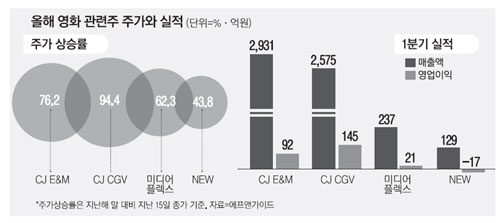 올해 영화 관련주 주가와 실적 (단위=%·억원)
주가 상승률
76.2 94.4 62.3 43.8
CJ E&M CJ CGV 미디어 NEW
플렉스
*주가상승률은 지난해 말 대비 지난 15일 종가 기준. 자료=에프앤가이드
1분기 실적
매출액
영업이익
2,931 2,575 237 129
92 145 21 -17
CJ E&M CJ CGV 미디어 NEW
플렉스